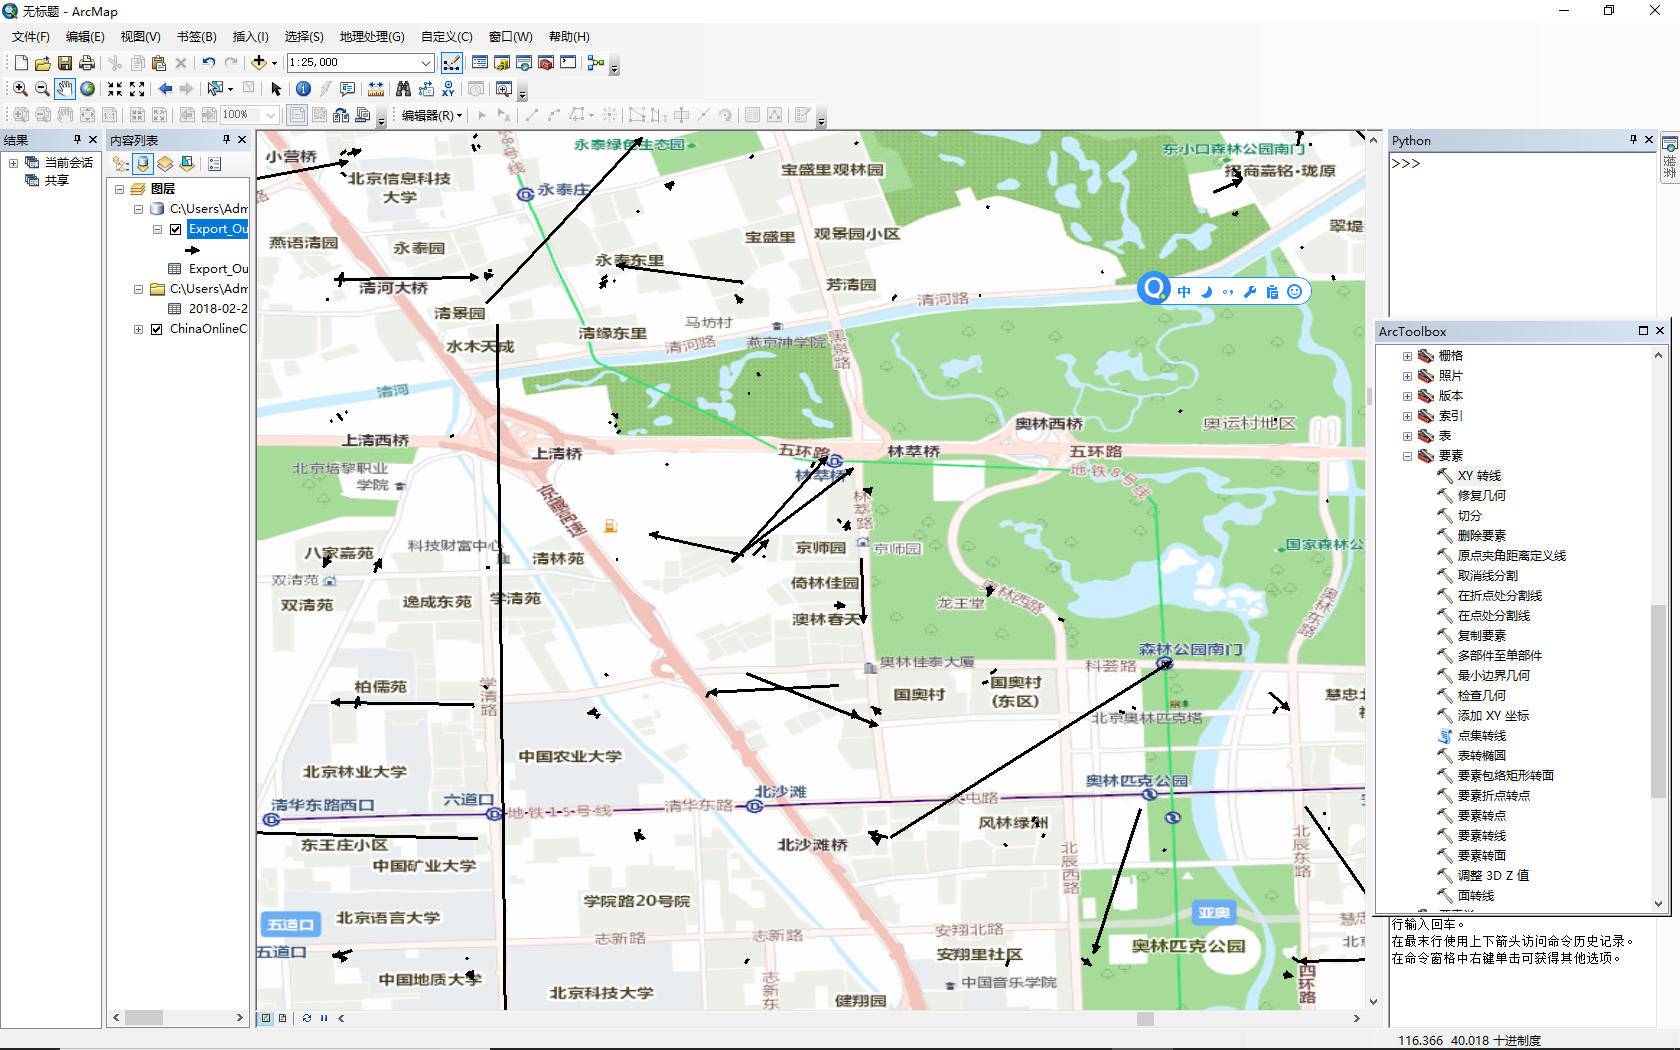 无标题 - ArcMap
文件(F) 编辑(E) 视图(V) 书签(B) 插入(I) 选择(S) 地理处理(G) 自定义(C) 窗口(W) 帮助(H)
1:25,000
100%
编辑器(R)
结果
当前会话
共享
内容列表
图层
C:\Users\Adm
Export_Ou
Export_Ou
C:\Users\Adm
2018-02-2
ChinaOnlineC
小营桥
北京信息科技
大学
永泰绿色生态园
永泰庄
宝盛里观林园
东小口森林公园南门
招商嘉铭·珑原
翠堤
燕语清园
永泰园
宝盛里
观景园小区
永泰东里
清河大桥
芳清园
清河路
清景园
马坊村
清缘东里
水木天成
清河路
燕京神学院
黑泉路
清河
上清西桥
上清桥
五环路
林萃桥
林萃桥
奥林西桥
奥运村地区
五环路
地铁8号线
北京培黎职业
学院
京藏高速
林萃路
八家嘉苑
科技财富中心
清林苑
京师园
京师园
国家森林公
双清苑
双清苑
逸成东苑
学清苑
倚林佳园
澳林春天
龙王堂
奥林西路
奥林东路
奥林佳泰大厦
森林公园南门
科荟路
柏儒苑
学清路
国奥村
国奥村
(东区)
慧忠北
北京奥林匹克塔
中国农业大学
北京林业大学
清华东路西口
六道口
地铁15号线
北沙滩
清华东路
奥林匹克公园
大屯路
风林绿洲
东王庄小区
中国矿业大学
北沙滩桥
北辰西路
北辰东路
五道口
北京语言大学
学院路20号院
亚奥
五道口
志新路
志新路
安翔北路
安翔里社区
奥林匹克公园
中国地质大学
北京科技大学
志新东
健翔园
中国音乐学院
四环路
中
Python
>>>
ArcToolbox
栅格
照片
版本
索引
表
要素
XY 转线
修复几何
切分
删除要素
原点夹角距离定义线
取消线分割
在折点处分割线
在点处分割线
复制要素
多部件至单部件
最小边界几何
检查几何
添加 XY 坐标
点集转线
表转椭圆
要素包络矩形转面
要素折点转点
要素转点
要素转线
要素转面
调整 3D Z 值
面转线
行输入回车。
在最末行使用上下箭头访问命令历史记录。
在命令窗格中右键单击可获得其他选项。
116.366 40.018 十进制度